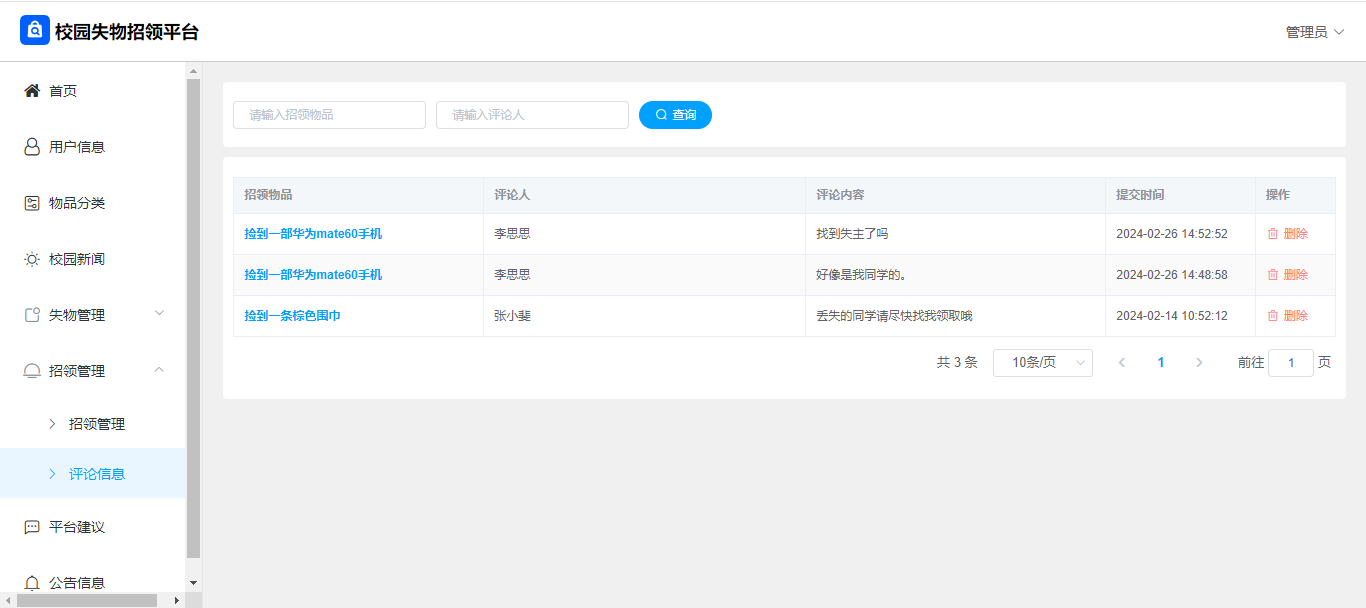 校园失物招领平台
管理员
首页
用户信息
物品分类
校园新闻
失物管理
招领管理
招领管理
评论信息
平台建议
公告信息
请输入招领物品 请输入评论人 查询
招领物品 评论人 评论内容 提交时间 操作
捡到一部华为mate60手机 李思思 找到失主了吗 2024-02-26 14:52:52 删除
捡到一部华为mate60手机 李思思 好像是我同学的。 2024-02-26 14:48:58 删除
捡到一条棕色围巾 张小斐 丢失的同学请尽快找我领取哦 2024-02-14 10:52:12 删除
共 3 条 10条/页 1 前往 1 页